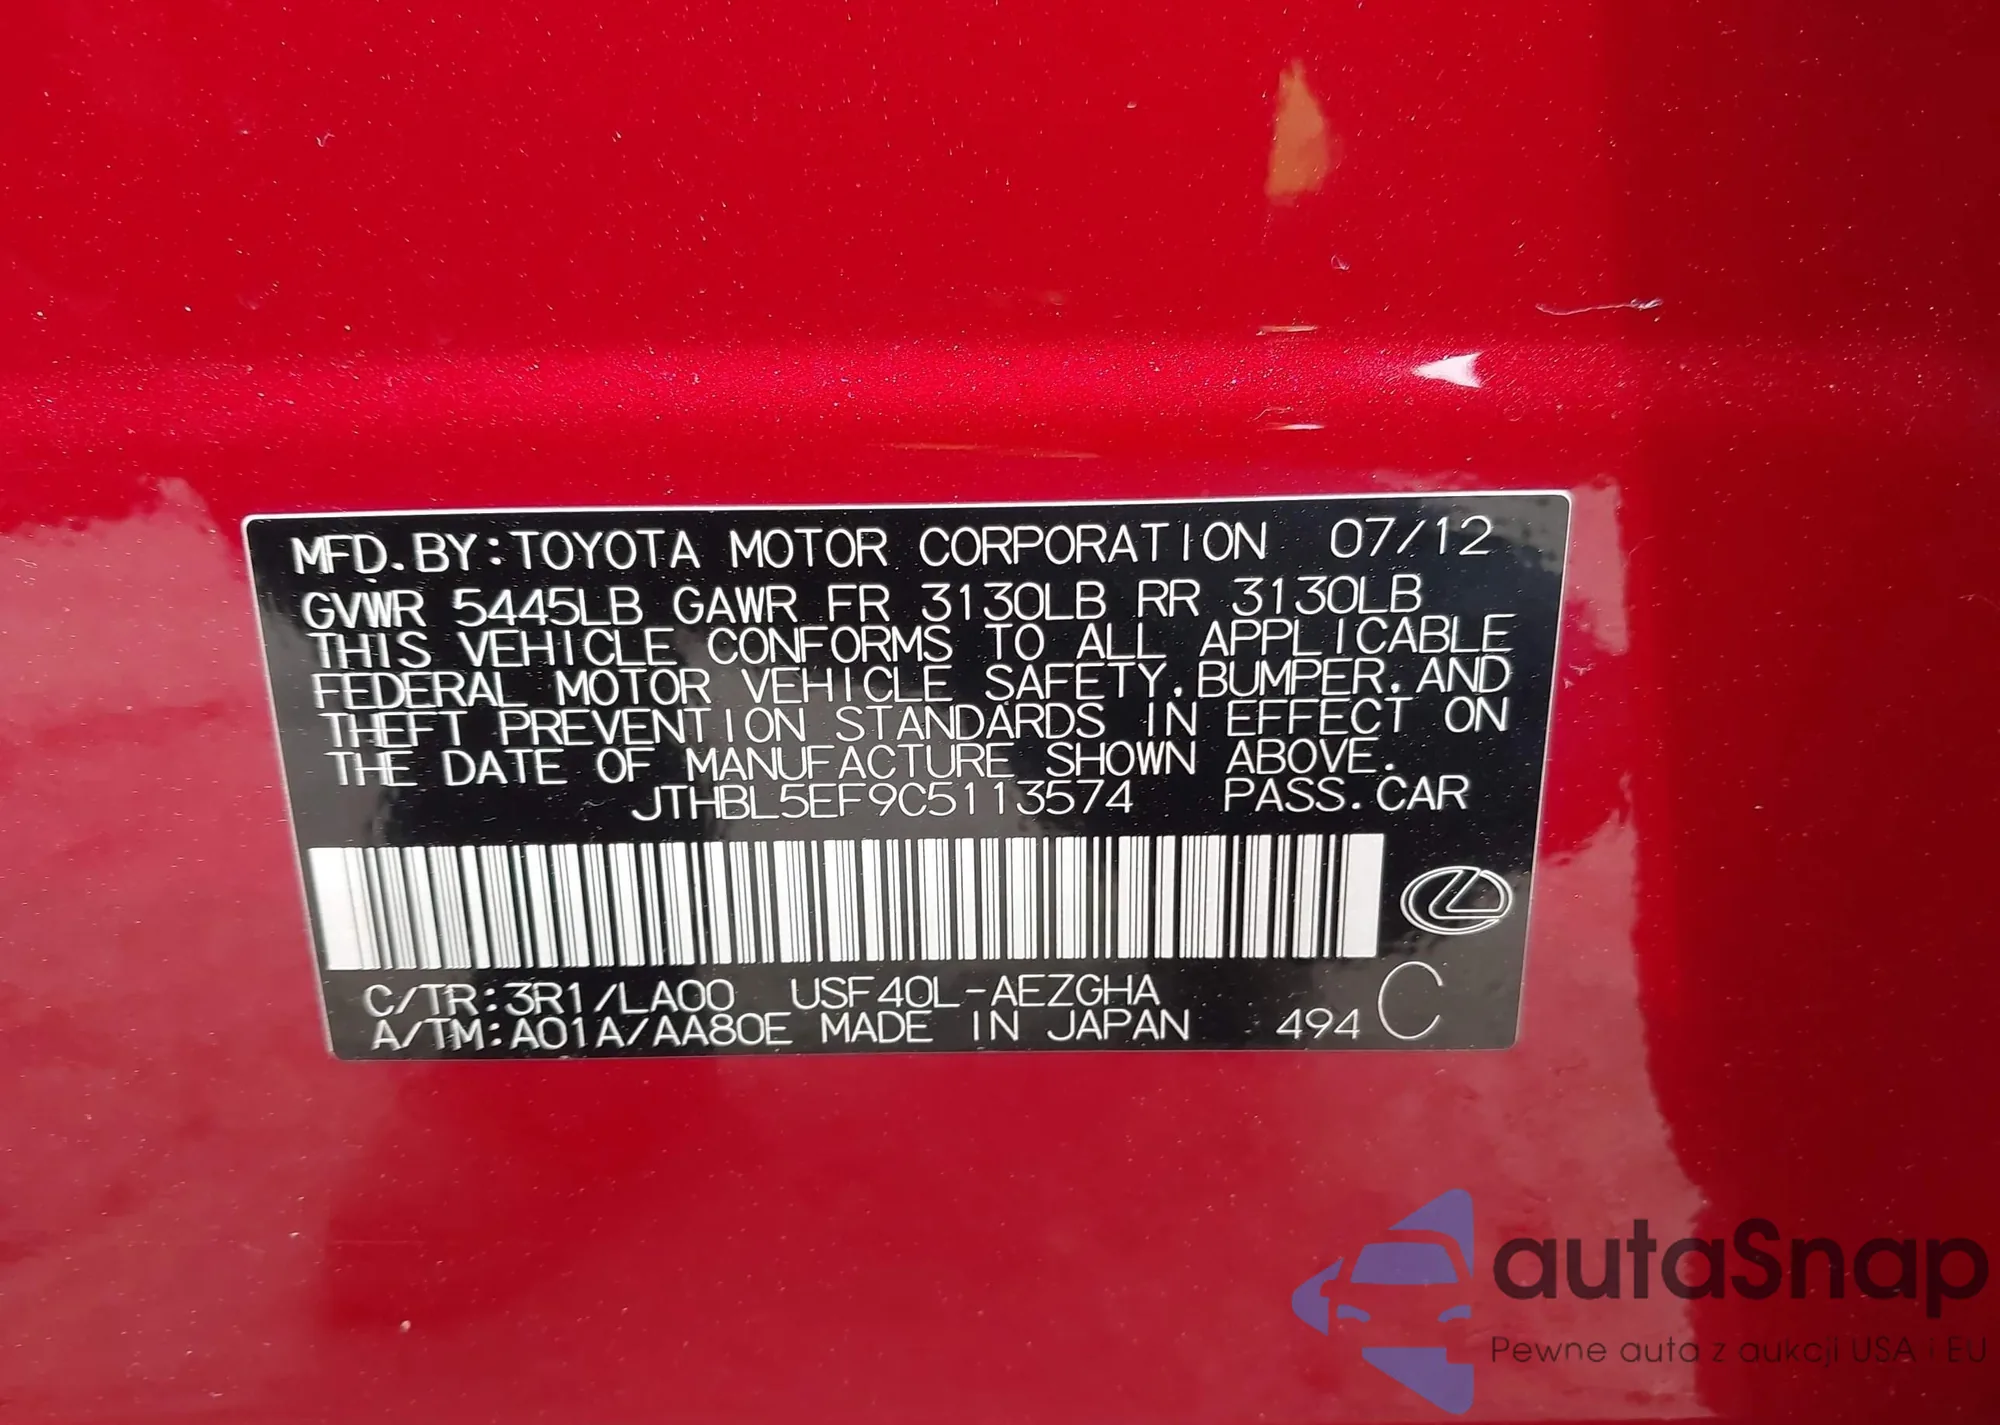 MFD. BY: TOYOTA MOTOR CORPORATION 07/12
GVWR 5445LB GAWR FR 3130LB RR 3130LB
THIS VEHICLE CONFORMS TO ALL APPLICABLE
FEDERAL MOTOR VEHICLE SAFETY, BUMPER, AND
THEFT PREVENTION STANDARDS IN EFFECT ON
THE DATE OF MANUFACTURE SHOWN ABOVE.
JTHBL5EF9C5113574 PASS. CAR
C/TR: 3R1/LA00 USF40L-AEZGHA
A/TM: A01A/AA80E MADE IN JAPAN 494 C
autaSnap
Pewne auta z aukcji USA i EU